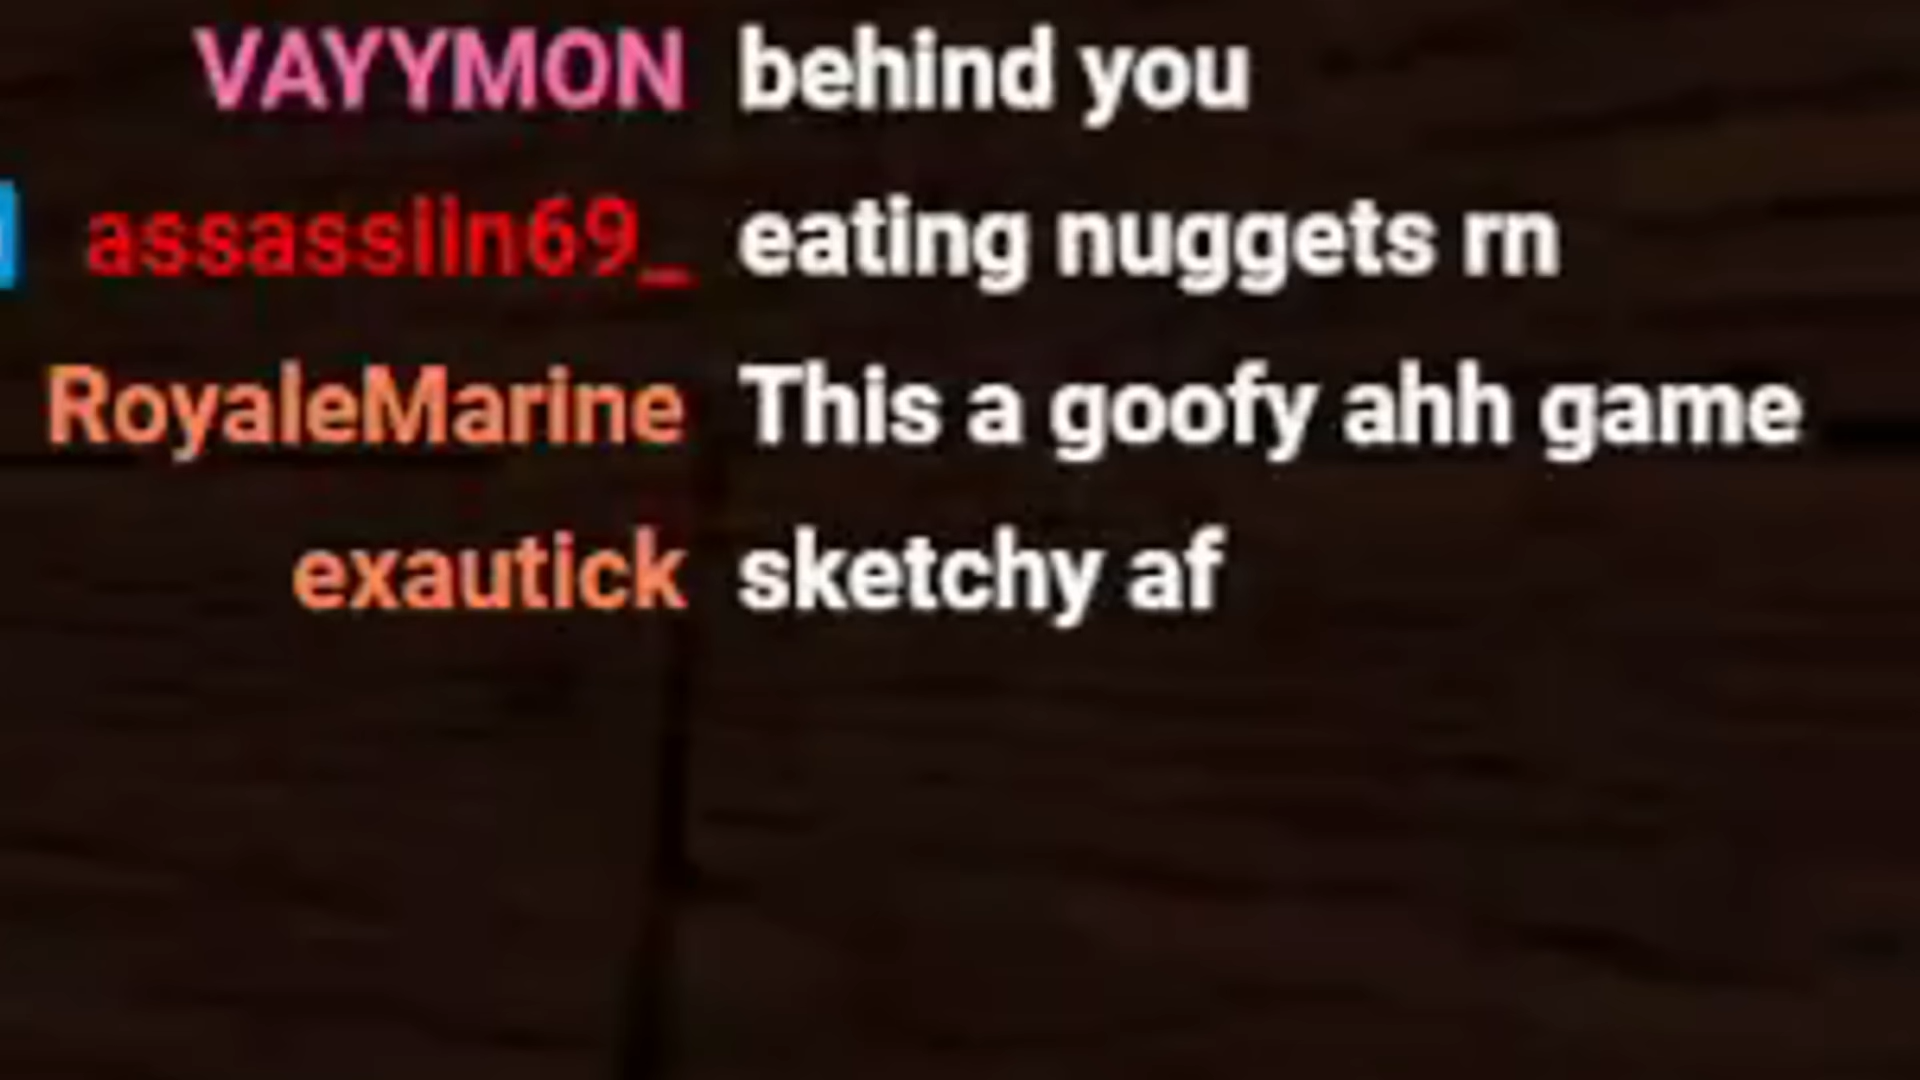 VAYYMON behind you
assassiin69_ eating nuggets rn
RoyaleMarine This a goofy ahh game
exautick sketchy af